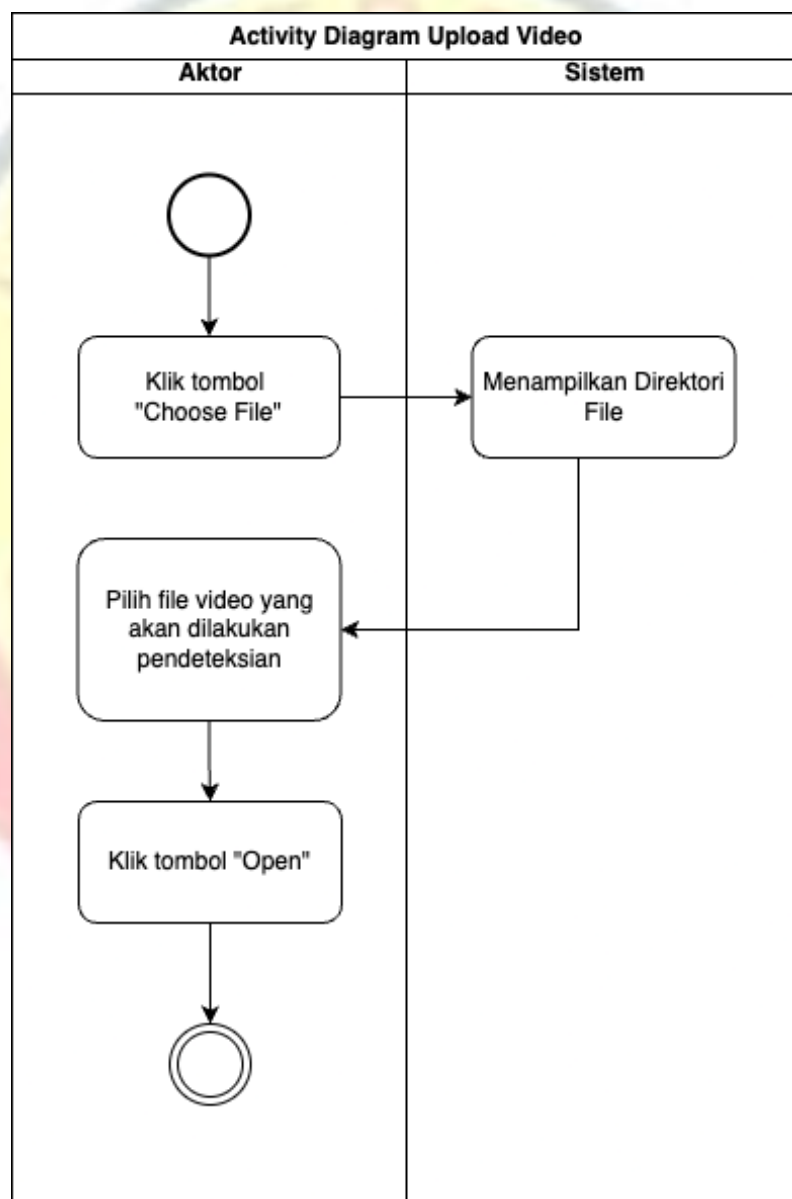 Activity Diagram Upload Video
Aktor
Sistem
Klik tombol
"Choose File"
Menampilkan Direktori
File
Pilih file video yang
akan dilakukan
pendeteksian
Klik tombol "Open"